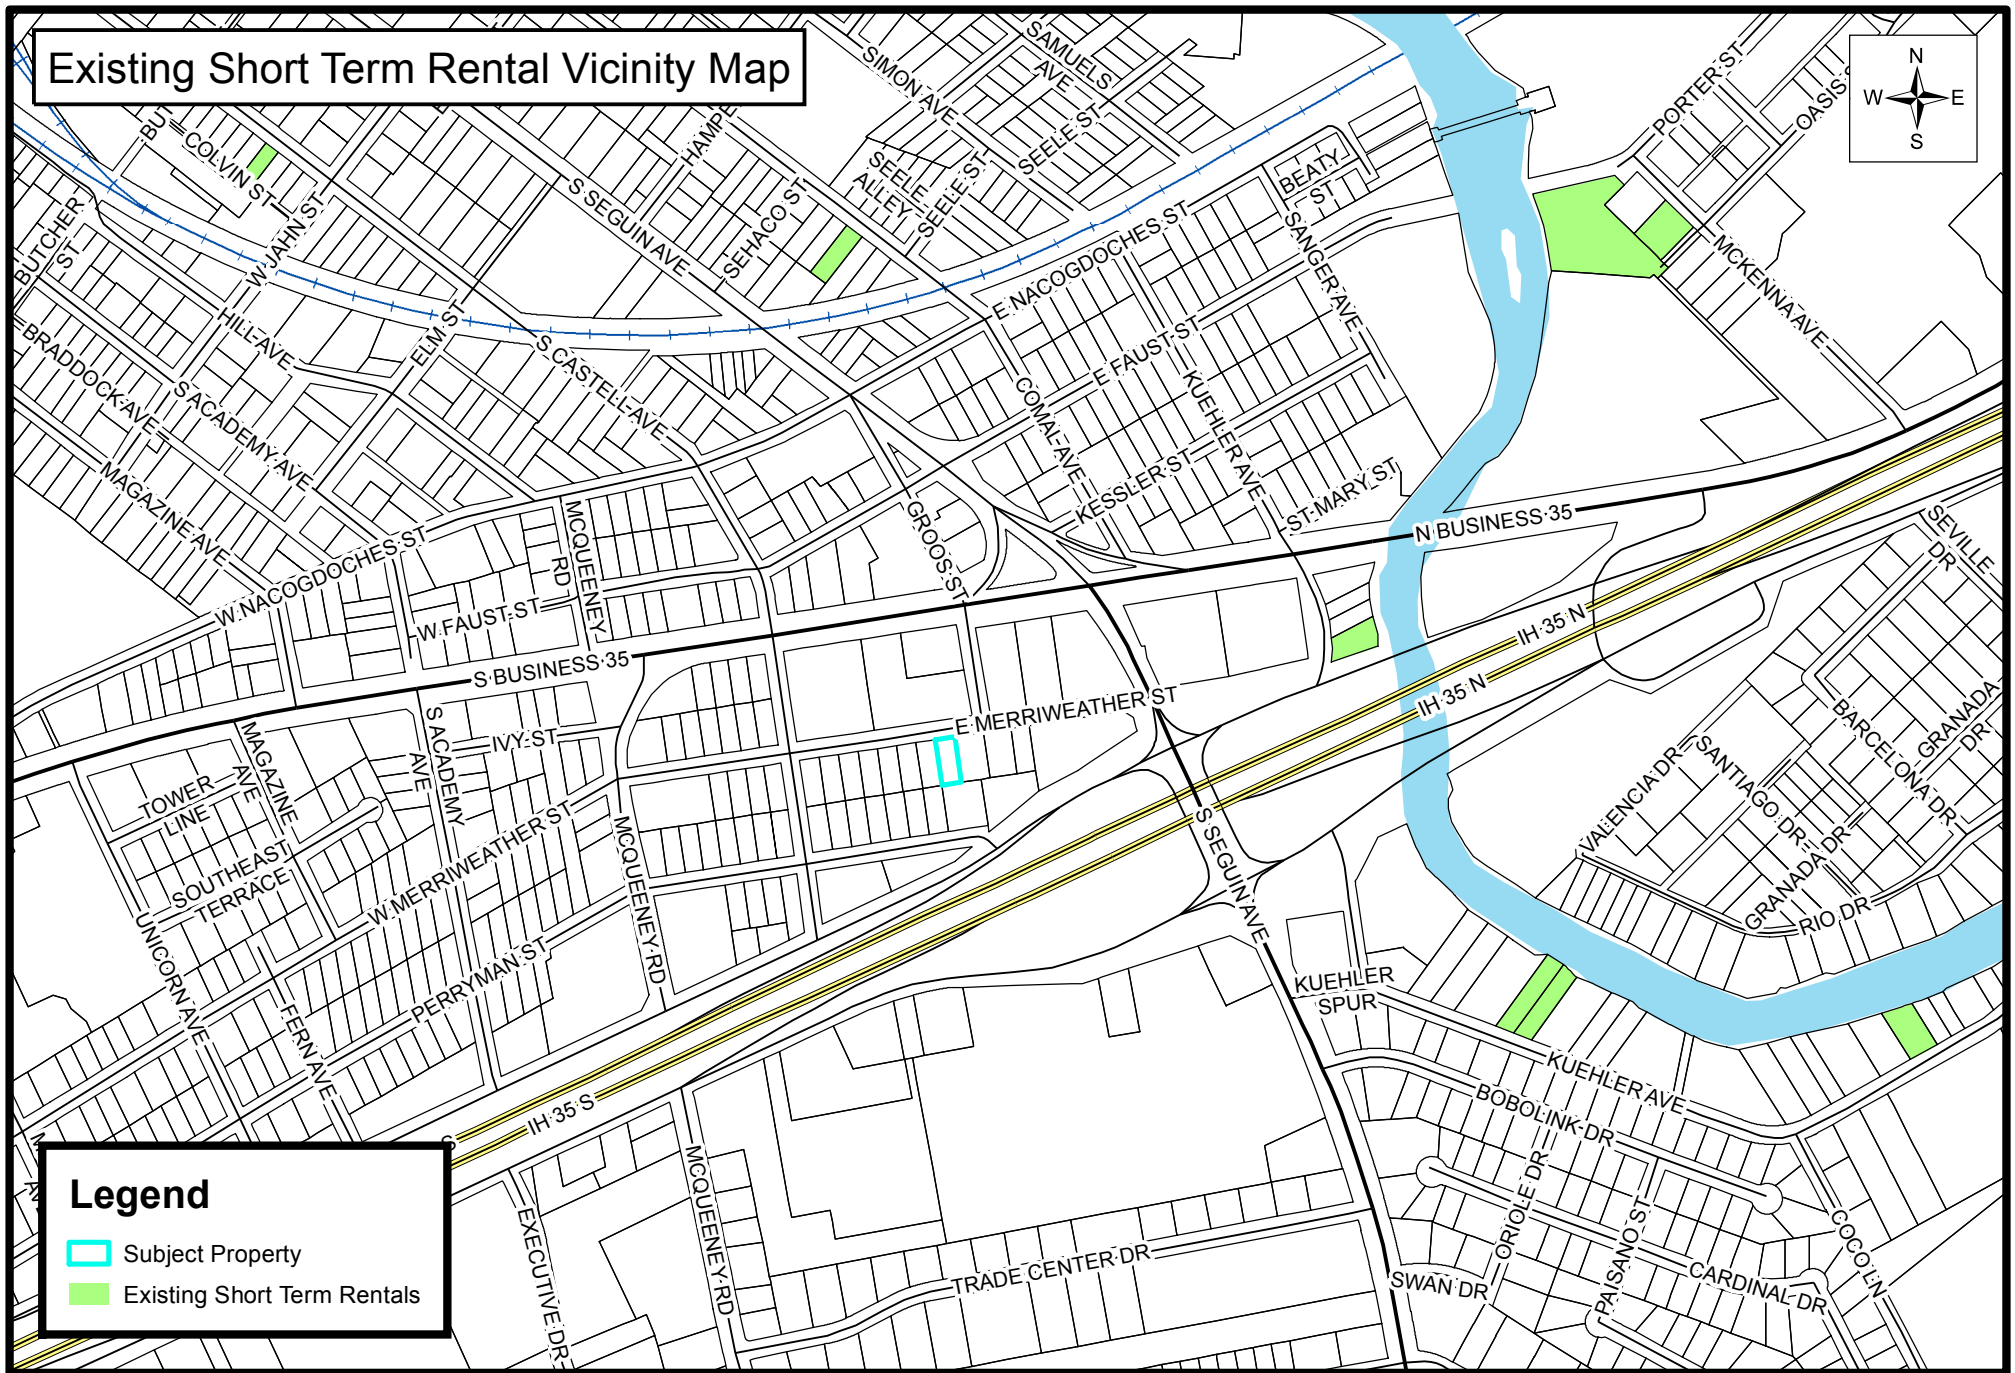 Existing Short Term Rental Vicinity Map
N
W E
S
SAMUELS
AVE
SIMON AVE
SEELE ST
PORTER ST
COLVIN ST
W JAHN ST
S SEGUIN AVE
SEHACO ST
SEELE
ALLEY
SEELE ST
BEATY
ST
SANGER AVE
MCKENNA AVE
BUTCHER
ST
HILL AVE
ELM ST
E NACOGDOCHES ST
BRADDOCK AVE
S ACADEMY AVE
S CASTELL AVE
COMAL AVE
E FAUST ST
KUEHLER AVE
MAGAZINE AVE
KESSLER ST
ST MARY ST
GROOS ST
N BUSINESS 35
SEVILLE
DR
W NACOGDOCHES ST
MCQUEENEY
RD
W FAUST ST
S BUSINESS 35
IH 35 N
IH 35 N
E MERRIWEATHER ST
MAGAZINE
AVE
S ACADEMY
AVE
IVY ST
BARCELONA DR
GRANADA
DR
VALENCIA DR
SANTIAGO DR
GRANADA DR
RIO DR
TOWER
LINE
SOUTHEAST
TERRACE
W MERRIWEATHER ST
MCQUEENEY RD
S SEGUIN AVE
UNICORN AVE
PERRYMAN ST
FERN AVE
KUEHLER
SPUR
KUEHLER AVE
BOBOLINK DR
IH 35 S
S
MCQUEENEY RD
EXECUTIVE DR
TRADE CENTER DR
ORIOLE DR
PAISANO ST
SWAN DR
CARDINAL DR
COCO LN
Legend
Subject Property
Existing Short Term Rentals